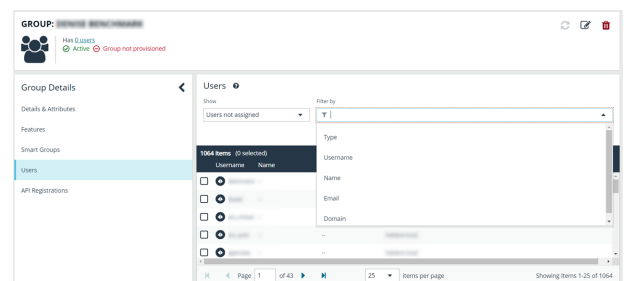 GROUP:
Has 0 users
Active Group not provisioned
Group Details
Details & Attributes
Features
Smart Groups
Users
API Registrations
Users
Show
Users not assigned
Filter by
Type
Username
Name
Email
Domain
1064 items (0 selected)
Username Name
--
Page 1 of 43
25 items per page
Showing Items 1-25 of 1064